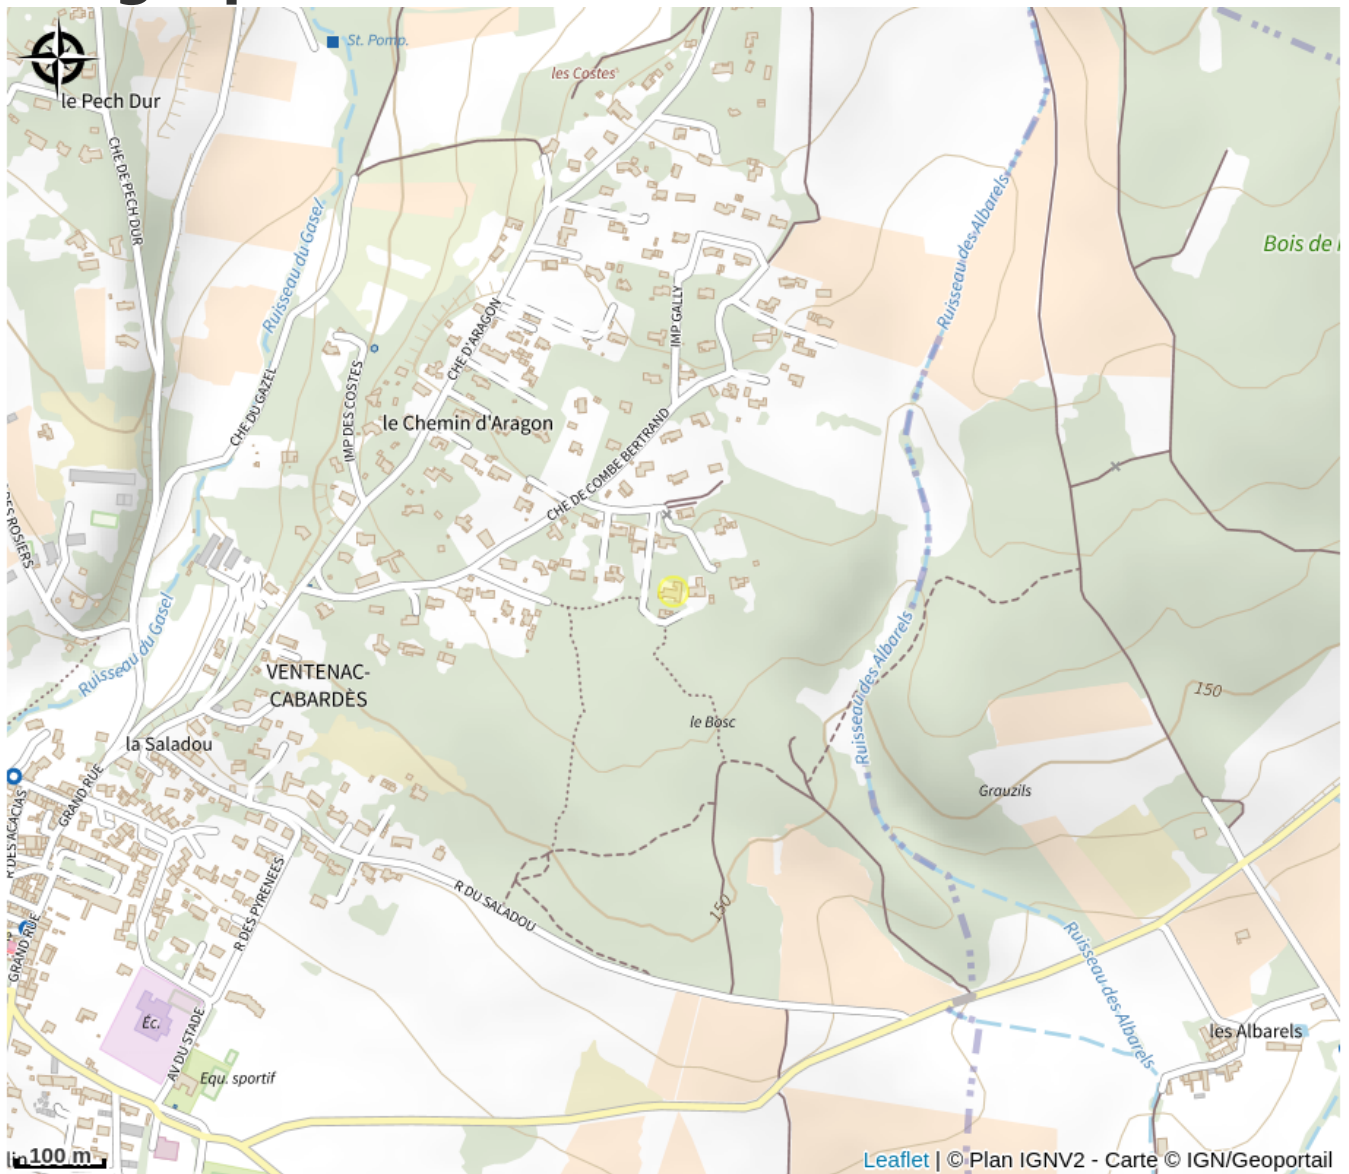 St. Pomp.
les Costes
le Pech Dur
CHE DE PECH DUR
Ruisseau du Gasel
Ruisseau des Albarels
Bois de
Ruisseau des Albarels
IMP GALLY
CHE D'ARAGON
CHE DU GAZEL
IMP DES COSTES
le Chemin d'Aragon
CHE DE COMBE BERTRAND
ROSIERS
Ruisseau du Gasel
Ruisseau des Albarels
VENTENAC-
CABARDÈS
150
le Bosc
la Saladou
GRAND RUE
Grauzils
R DES ACACIAS
R DES PYRENEES
R DU SALADOU
150
GRAND RUE
Ruisseau des Albarels
Éc.
les Albarels
AV DU STADE
Equ. sportif
100 m
Leaflet | © Plan IGNV2 - Carte © IGN/Geoportail